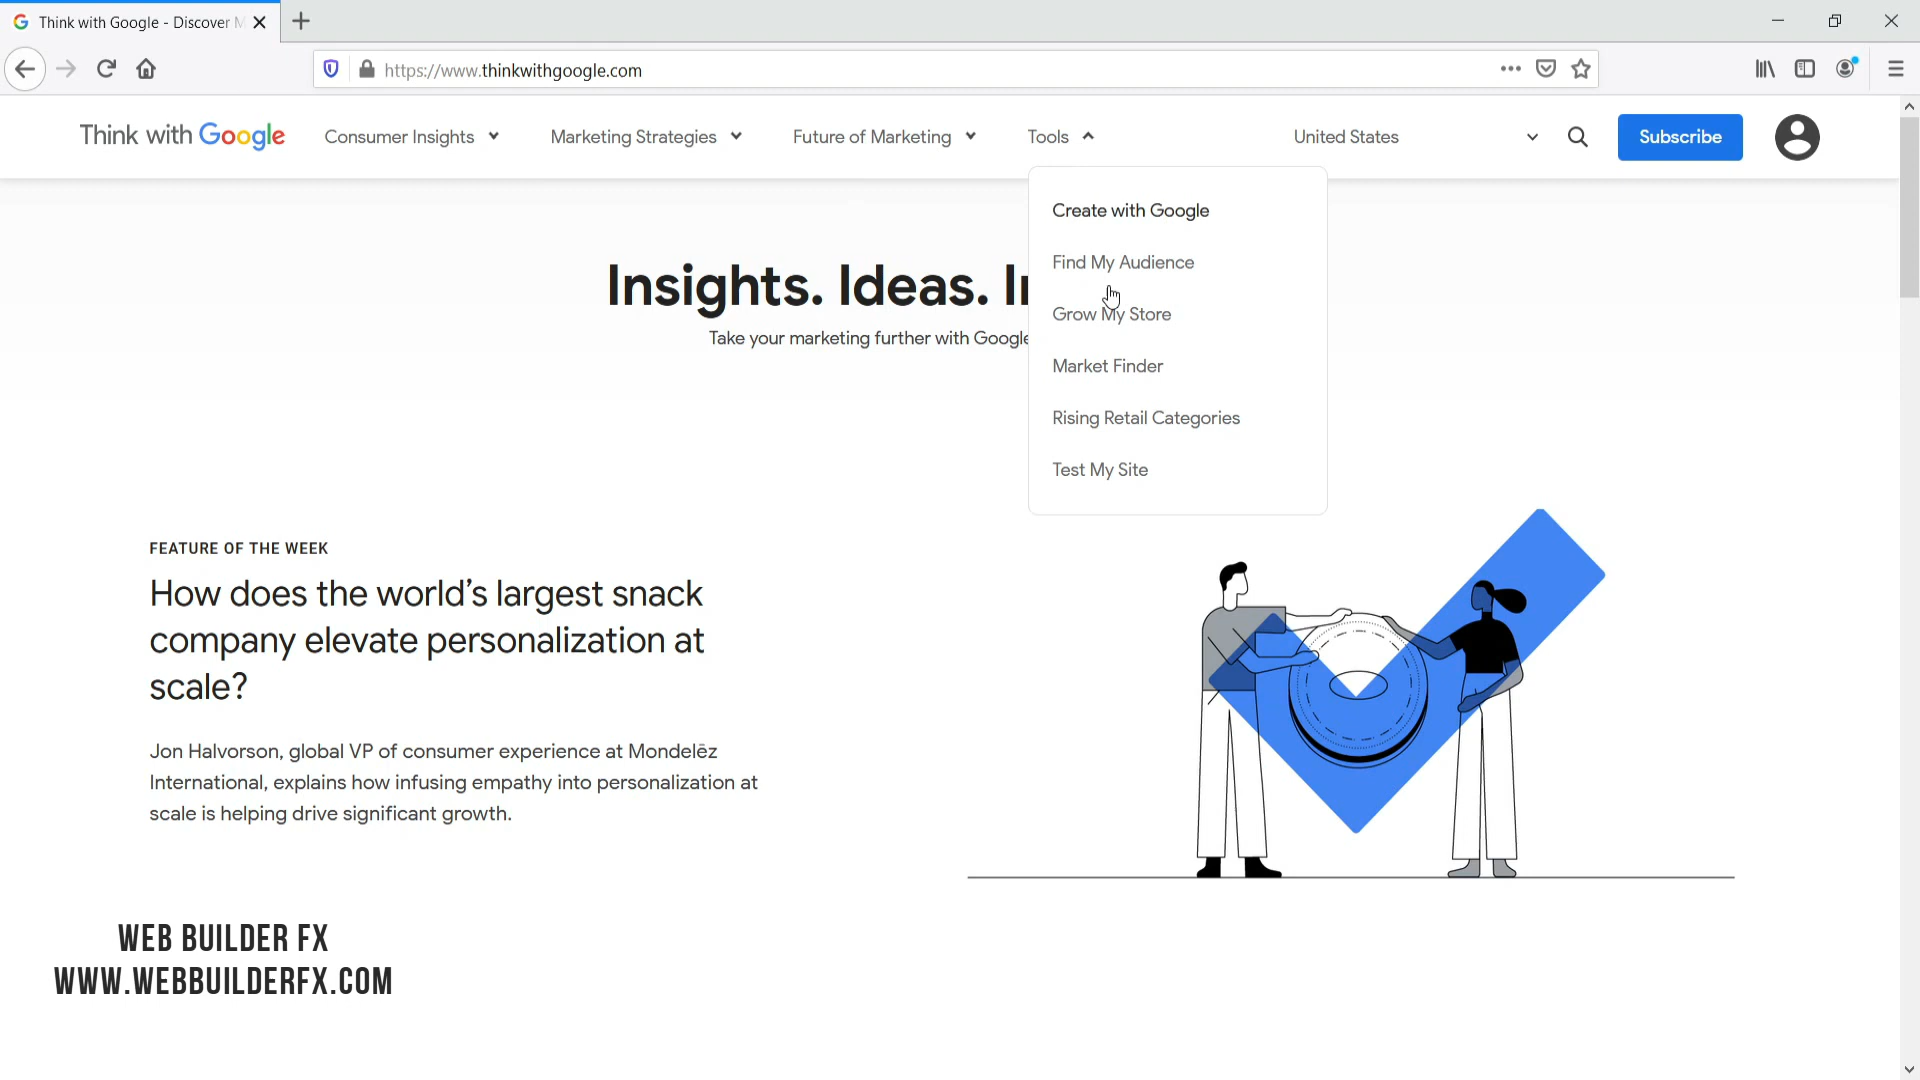 Think with Google - Discover M
https://www.thinkwithgoogle.com
Think with Google
Consumer Insights
Marketing Strategies
Future of Marketing
Tools
United States
Subscribe
Create with Google
Find My Audience
Grow My Store
Market Finder
Rising Retail Categories
Test My Site
Insights. Ideas. I
Take your marketing further with Google
FEATURE OF THE WEEK
How does the world’s largest snack
company elevate personalization at
scale?
Jon Halvorson, global VP of consumer experience at Mondelēz
International, explains how infusing empathy into personalization at
scale is helping drive significant growth.
WEB BUILDER FX
WWW.WEBBUILDERFX.COM